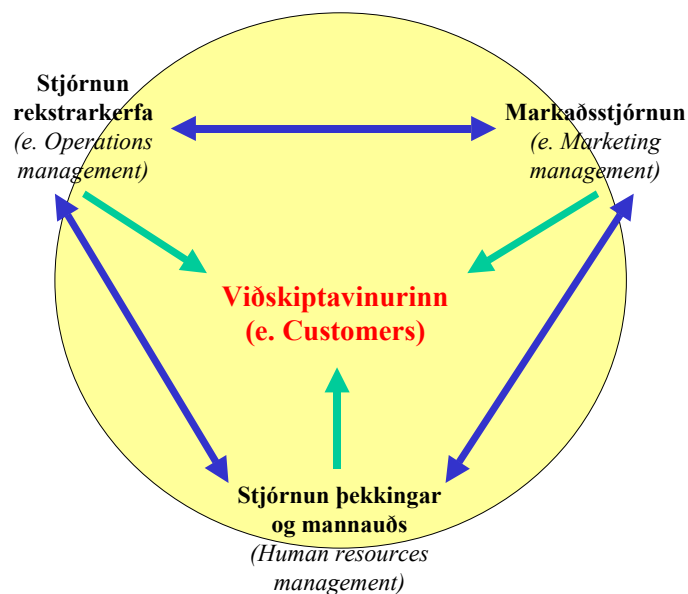 Stjórnun
rekstrarkerfa
(e. Operations
management)
Markaðsstjórnun
(e. Marketing
management)
Viðskiptavinurinn
(e. Customers)
Stjórnun þekkingar
og mannauðs
(Human resources
management)